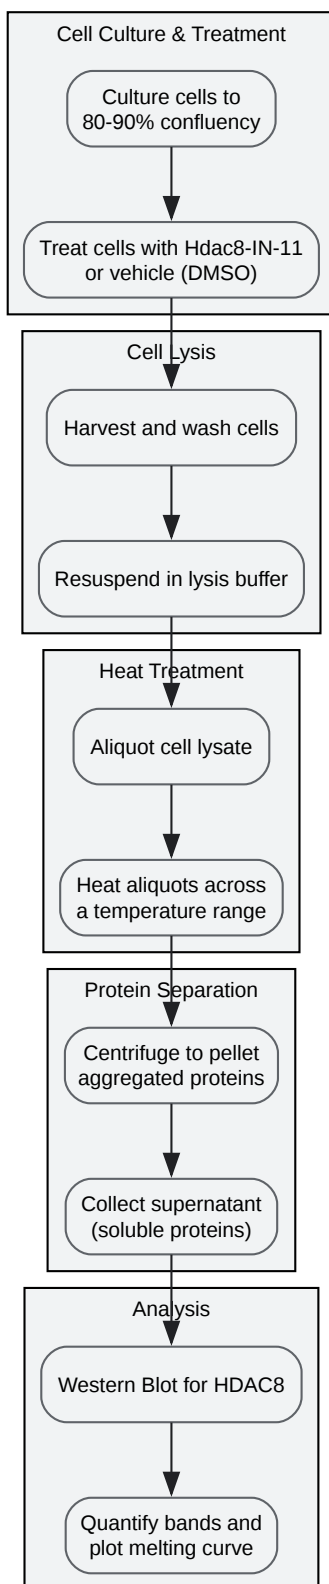 Cell Culture & Treatment
Culture cells to
80-90% confluency
Treat cells with Hdac8-IN-11
or vehicle (DMSO)
Cell Lysis
Harvest and wash cells
Resuspend in lysis buffer
Heat Treatment
Aliquot cell lysate
Heat aliquots across
a temperature range
Protein Separation
Centrifuge to pellet
aggregated proteins
Collect supernatant
(soluble proteins)
Analysis
Western Blot for HDAC8
Quantify bands and
plot melting curve